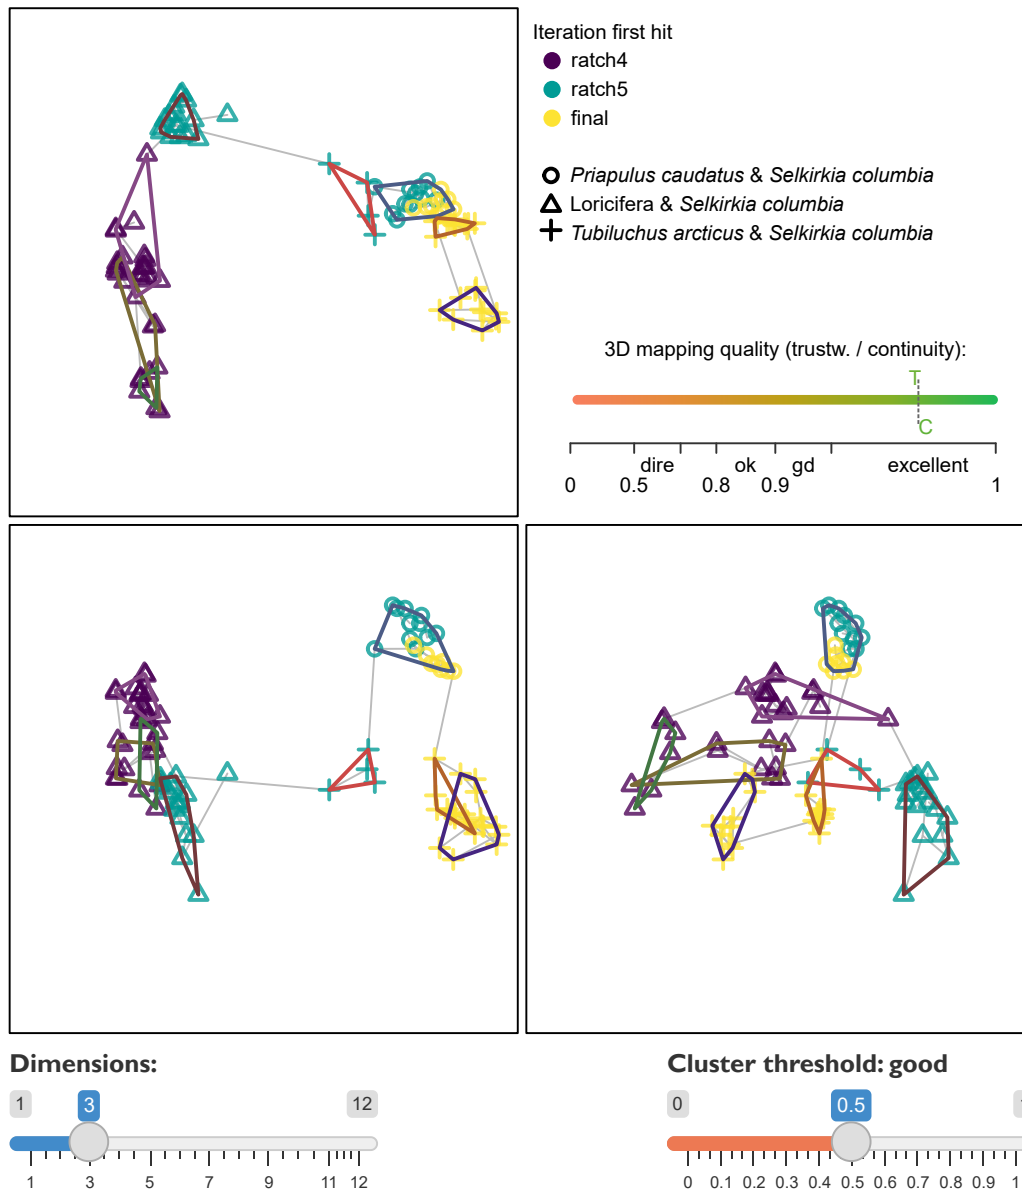 Iteration first hit
ratch4
ratch5
final
Priapulus caudatus & Selkirkia columbia
Loricifera & Selkirkia columbia
Tubiluchus arcticus & Selkirkia columbia
3D mapping quality (trustw. / continuity):
T
C
dire ok gd excellent
0 0.5 0.8 0.9 1
Dimensions:
1 3 12
1 3 5 7 9 11 12
Cluster threshold: good
0 0.5
0 0.1 0.2 0.3 0.4 0.5 0.6 0.7 0.8 0.9 1